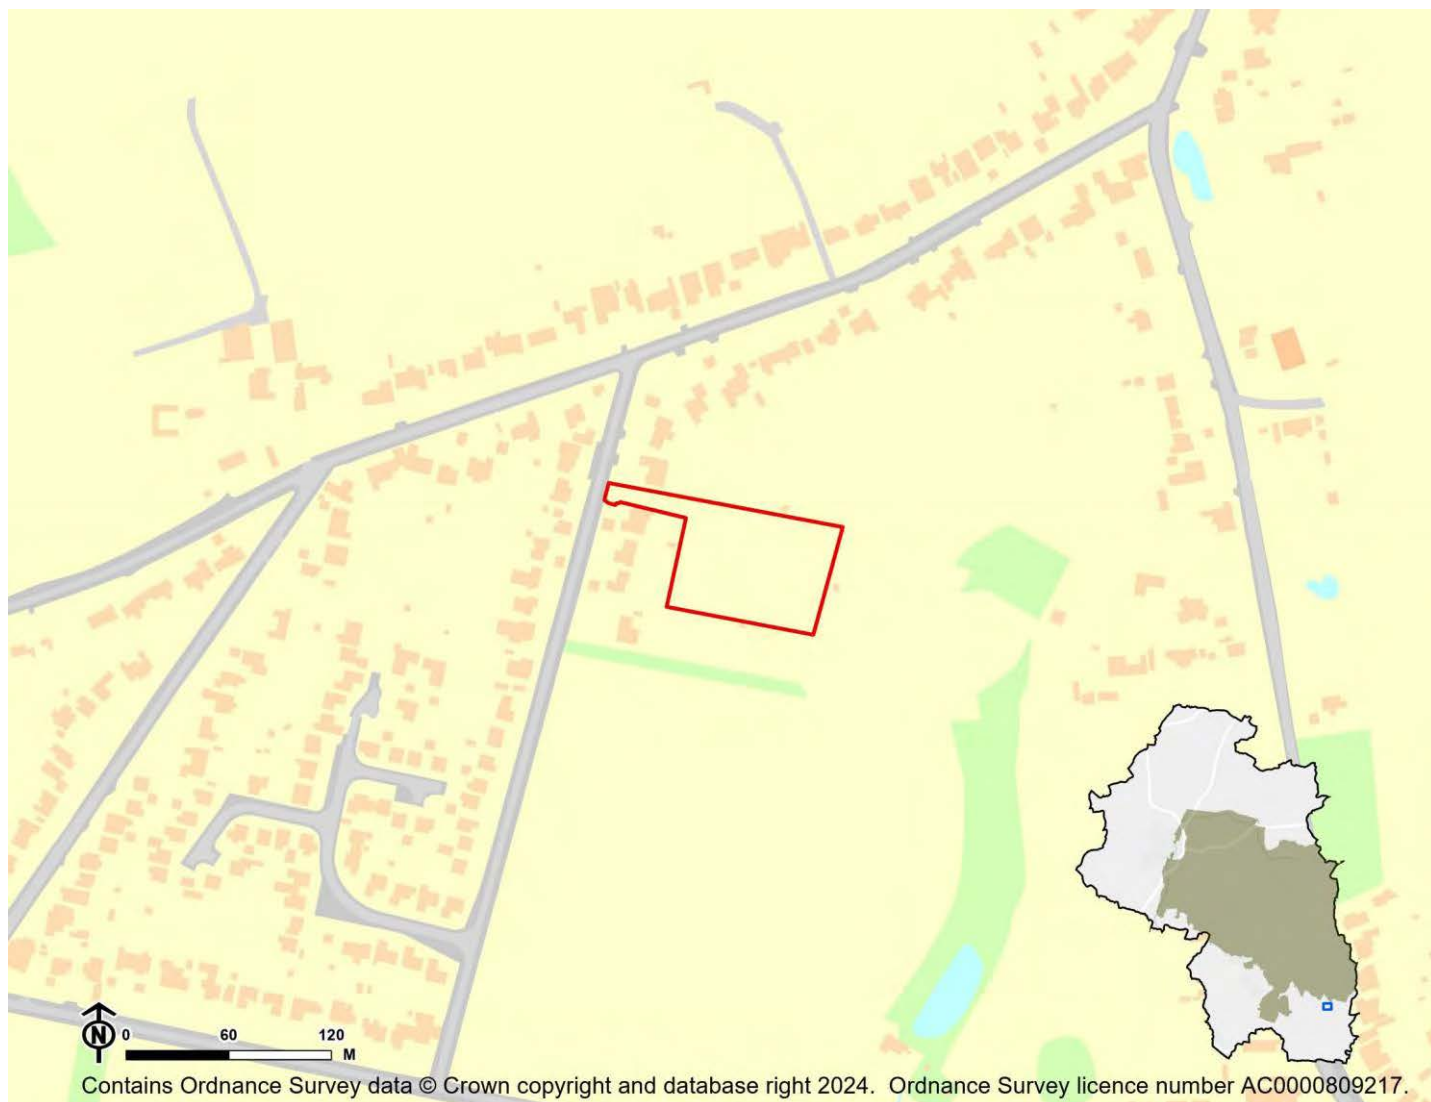 N 0 60 120
M
Contains Ordnance Survey data © Crown copyright and database right 2024. Ordnance Survey licence number AC0000809217.